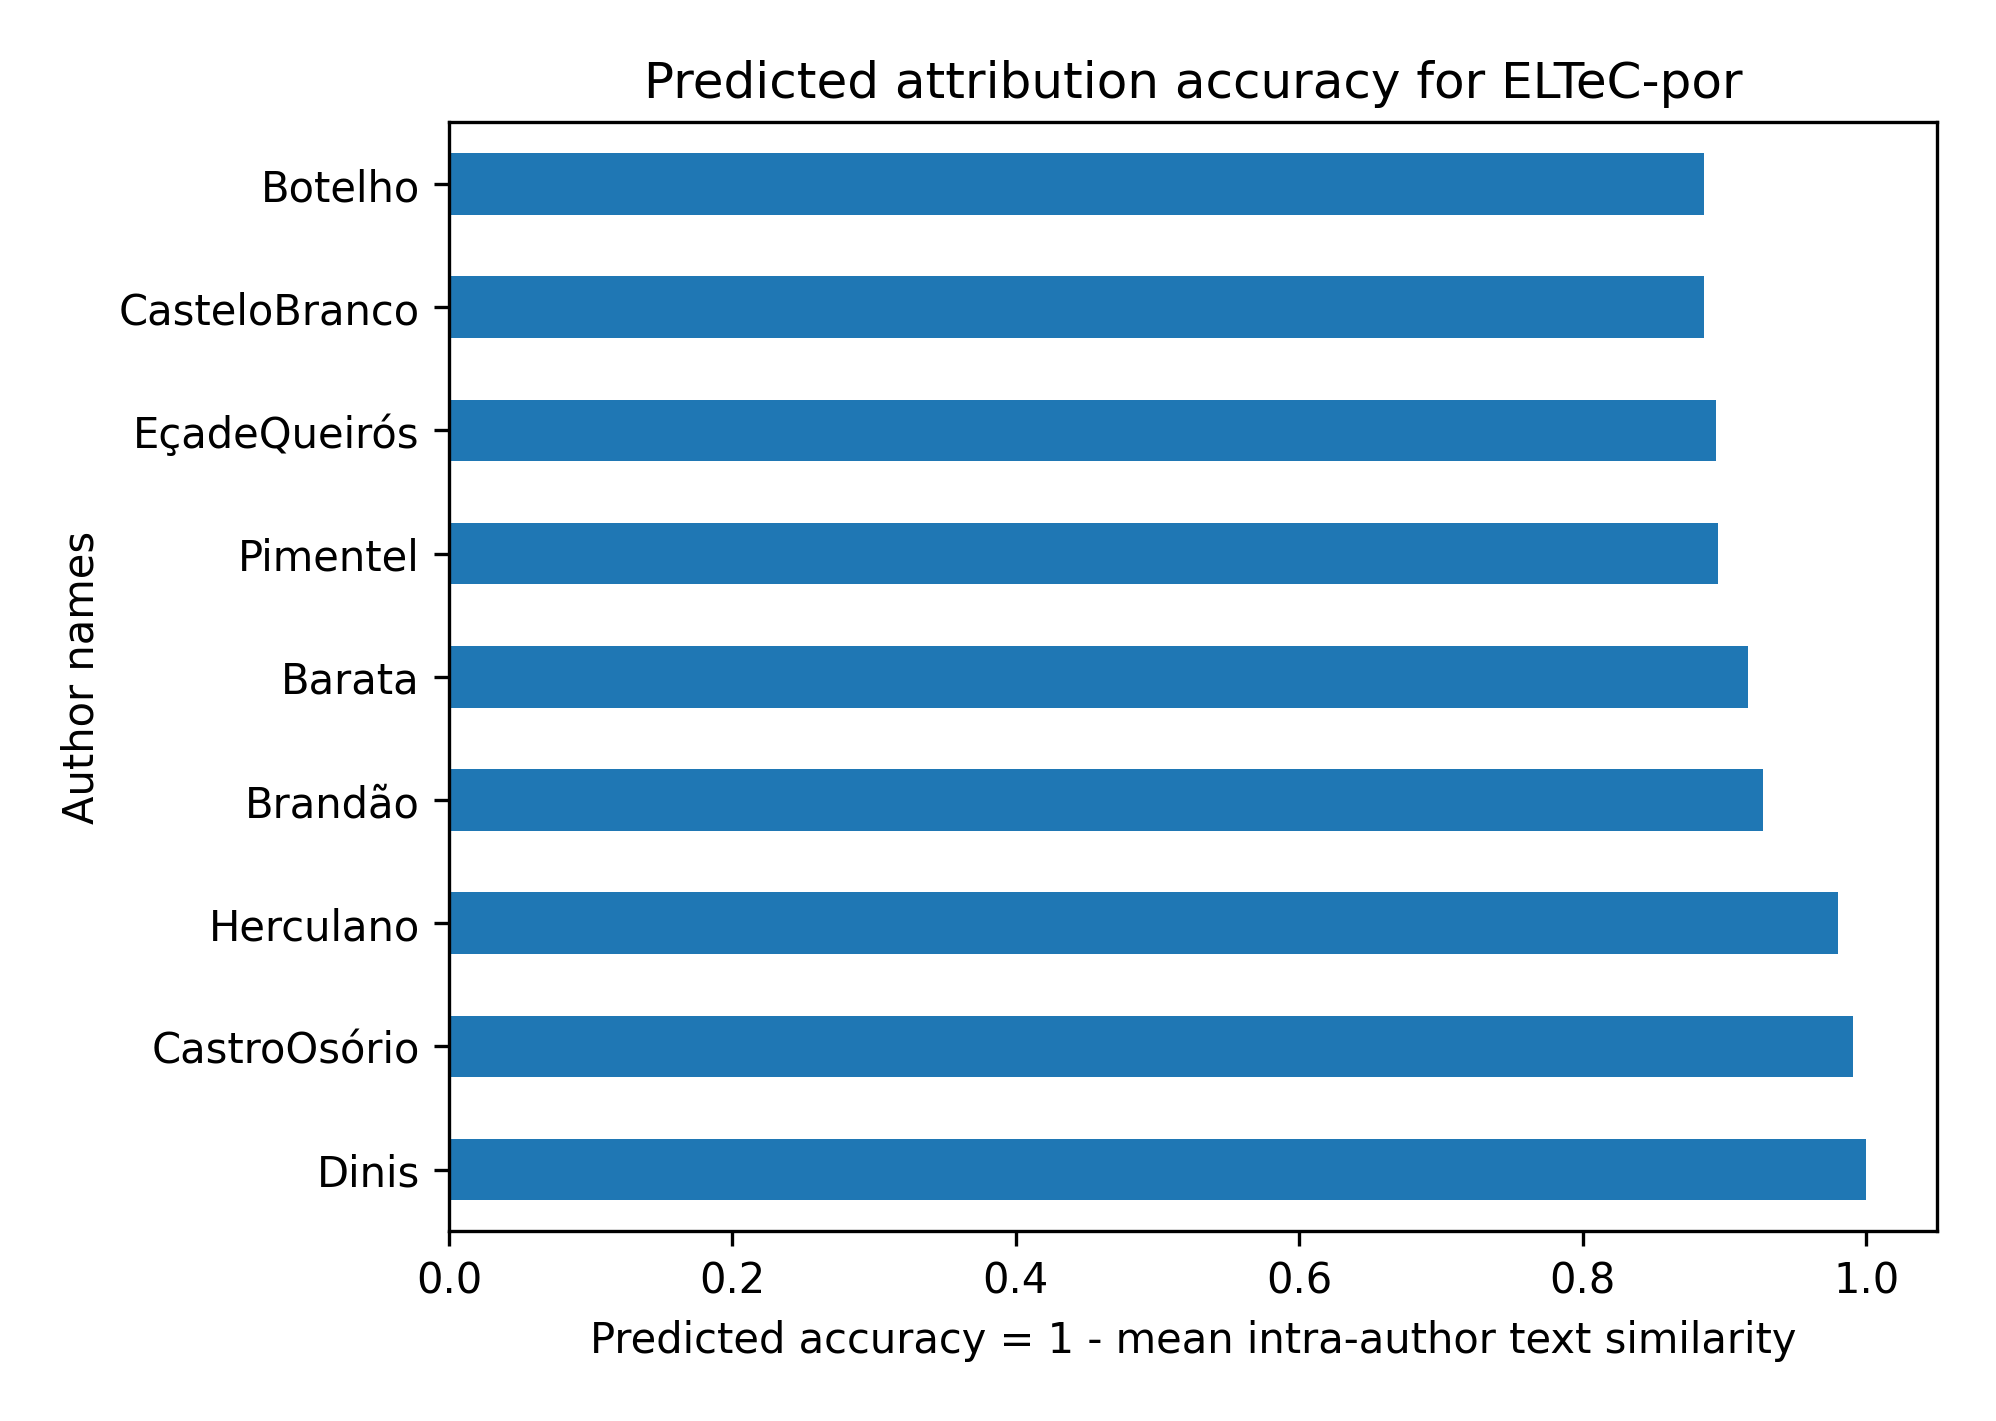 Predicted attribution accuracy for ELTeC-por
Author names
Botelho
CasteloBranco
EçadeQueirós
Pimentel
Barata
Brandão
Herculano
CastroOsório
Dinis
0.0 0.2 0.4 0.6 0.8 1.0
Predicted accuracy = 1 - mean intra-author text similarity